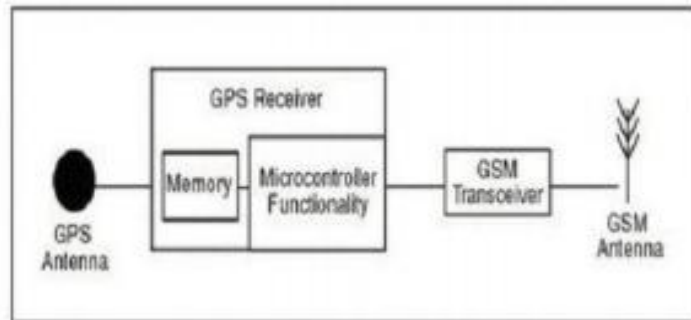 GPS Receiver
Memory
Microcontroller
Functionality
GSM
Transceiver
GPS
Antenna
GSM
Antenna